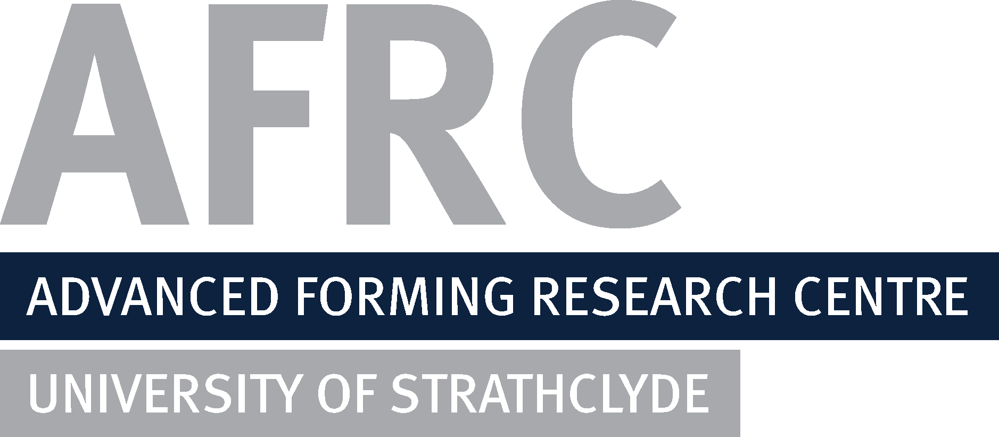 AFRC
ADVANCED FORMING RESEARCH CENTRE
UNIVERSITY OF STRATHCLYDE